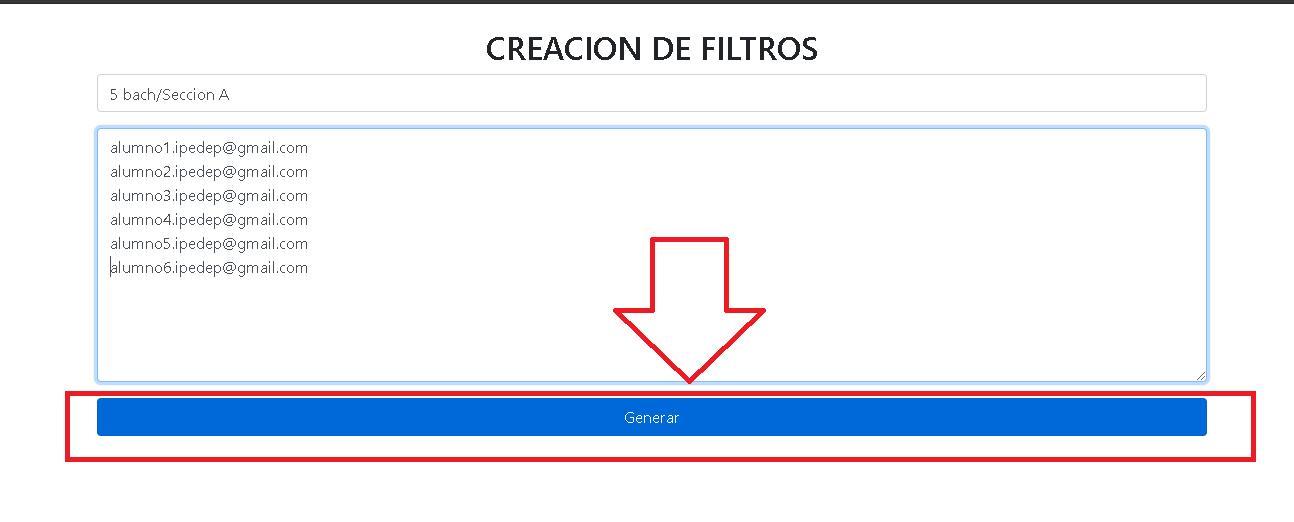 CREACION DE FILTROS
5 bach/Seccion A
alumno1.ipedep@gmail.com
alumno2.ipedep@gmail.com
alumno3.ipedep@gmail.com
alumno4.ipedep@gmail.com
alumno5.ipedep@gmail.com
alumno6.ipedep@gmail.com
Generar